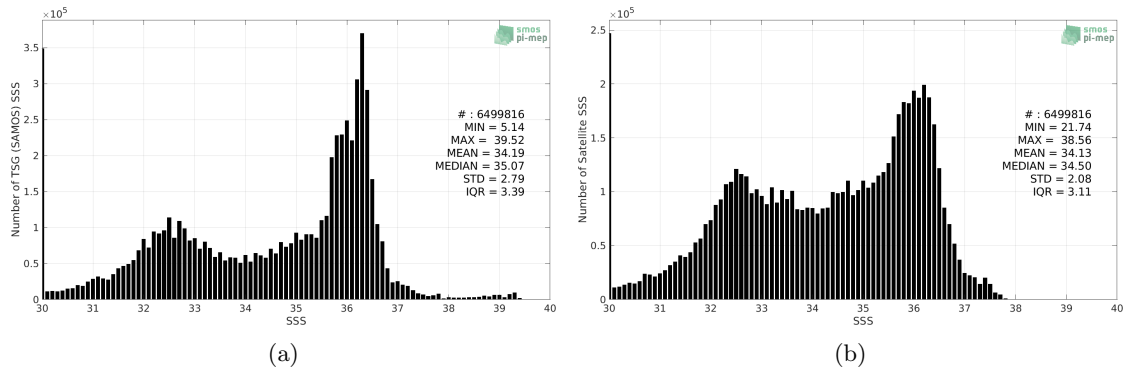 ×10^5
smos
pi-mep
3.5
3
2.5
2
1.5
1
0.5
0
Number of TSG (SAMOS) SSS
# : 6499816
MIN = 5.14
MAX = 39.52
MEAN = 34.19
MEDIAN = 35.07
STD = 2.79
IQR = 3.39
30 31 32 33 34 35 36 37 38 39 40
SSS
(a)
×10^5
smos
pi-mep
2.5
2
1.5
1
0.5
0
Number of Satellite SSS
# : 6499816
MIN = 21.74
MAX = 38.56
MEAN = 34.13
MEDIAN = 34.50
STD = 2.08
IQR = 3.11
30 31 32 33 34 35 36 37 38 39 40
SSS
(b)